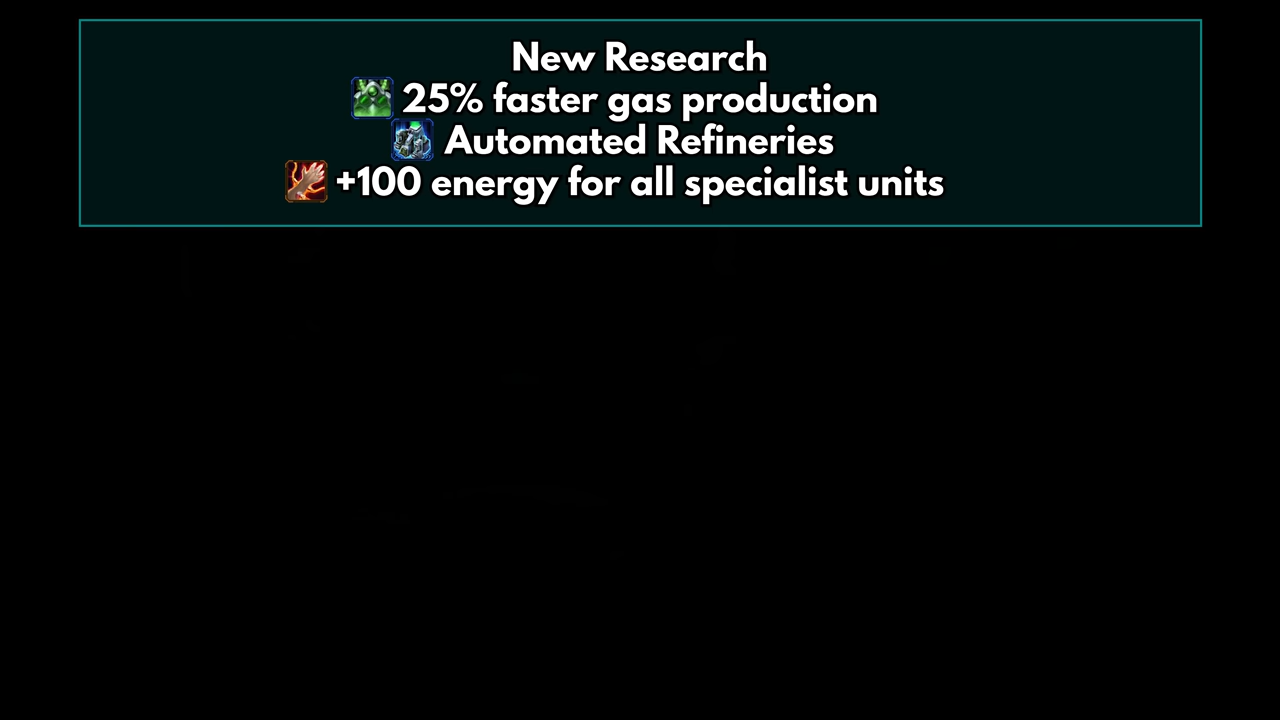 New Research
25% faster gas production
Automated Refineries
+100 energy for all specialist units